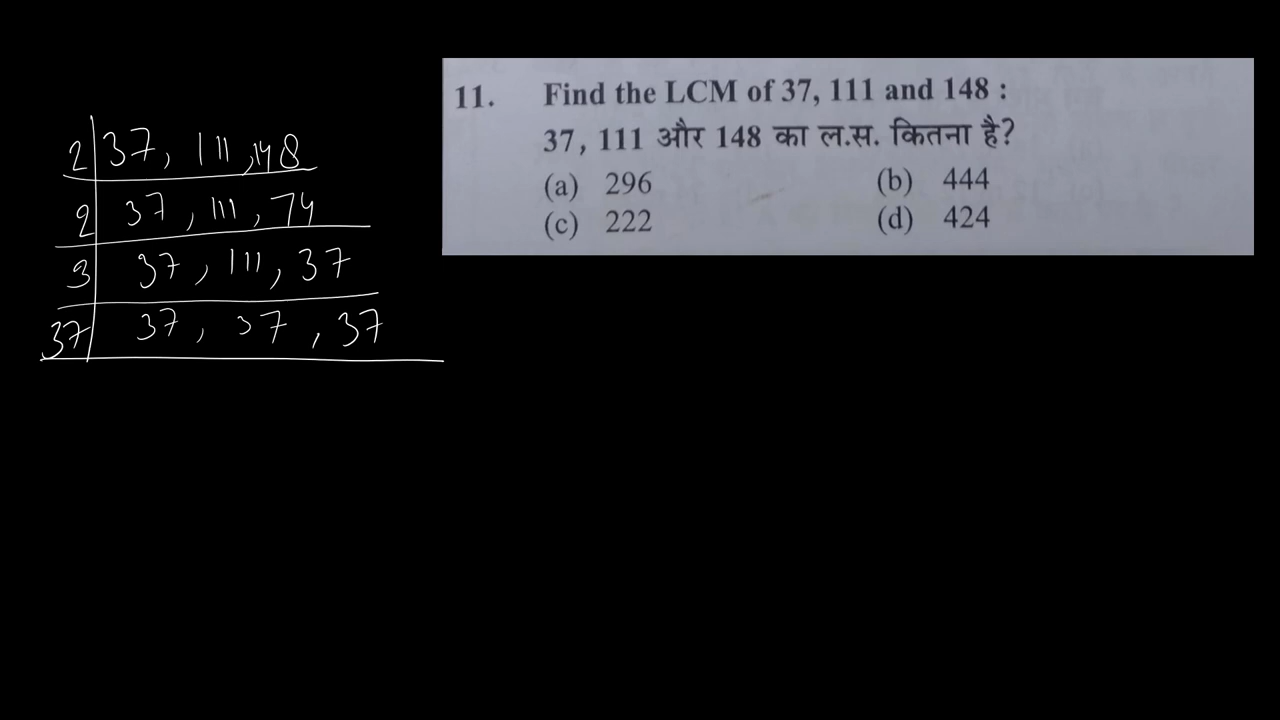 11. Find the LCM of 37, 111 and 148 :
37, 111 और 148 का ल.स. कितना है?
(a) 296 (b) 444
(c) 222 (d) 424
2 37, 111, 148
2 37, 111, 74
3 37, 111, 37
37 37, 37, 37